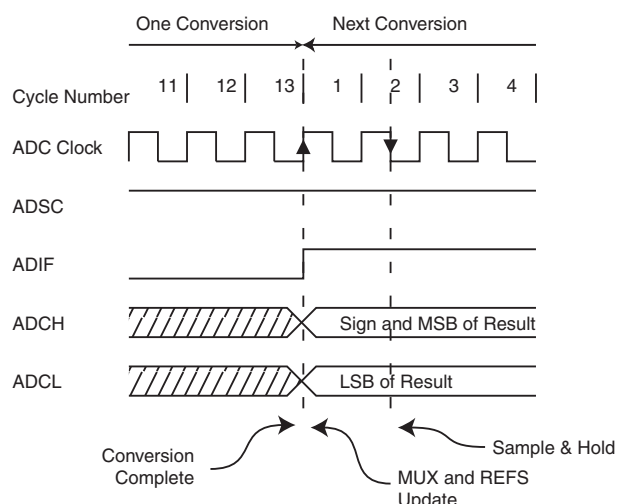 One Conversion Next Conversion
Cycle Number 11 12 13 1 2 3 4
ADC Clock
ADSC
ADIF
ADCH Sign and MSB of Result
ADCL LSB of Result
Conversion
Complete
MUX and REFS
Update
Sample & Hold